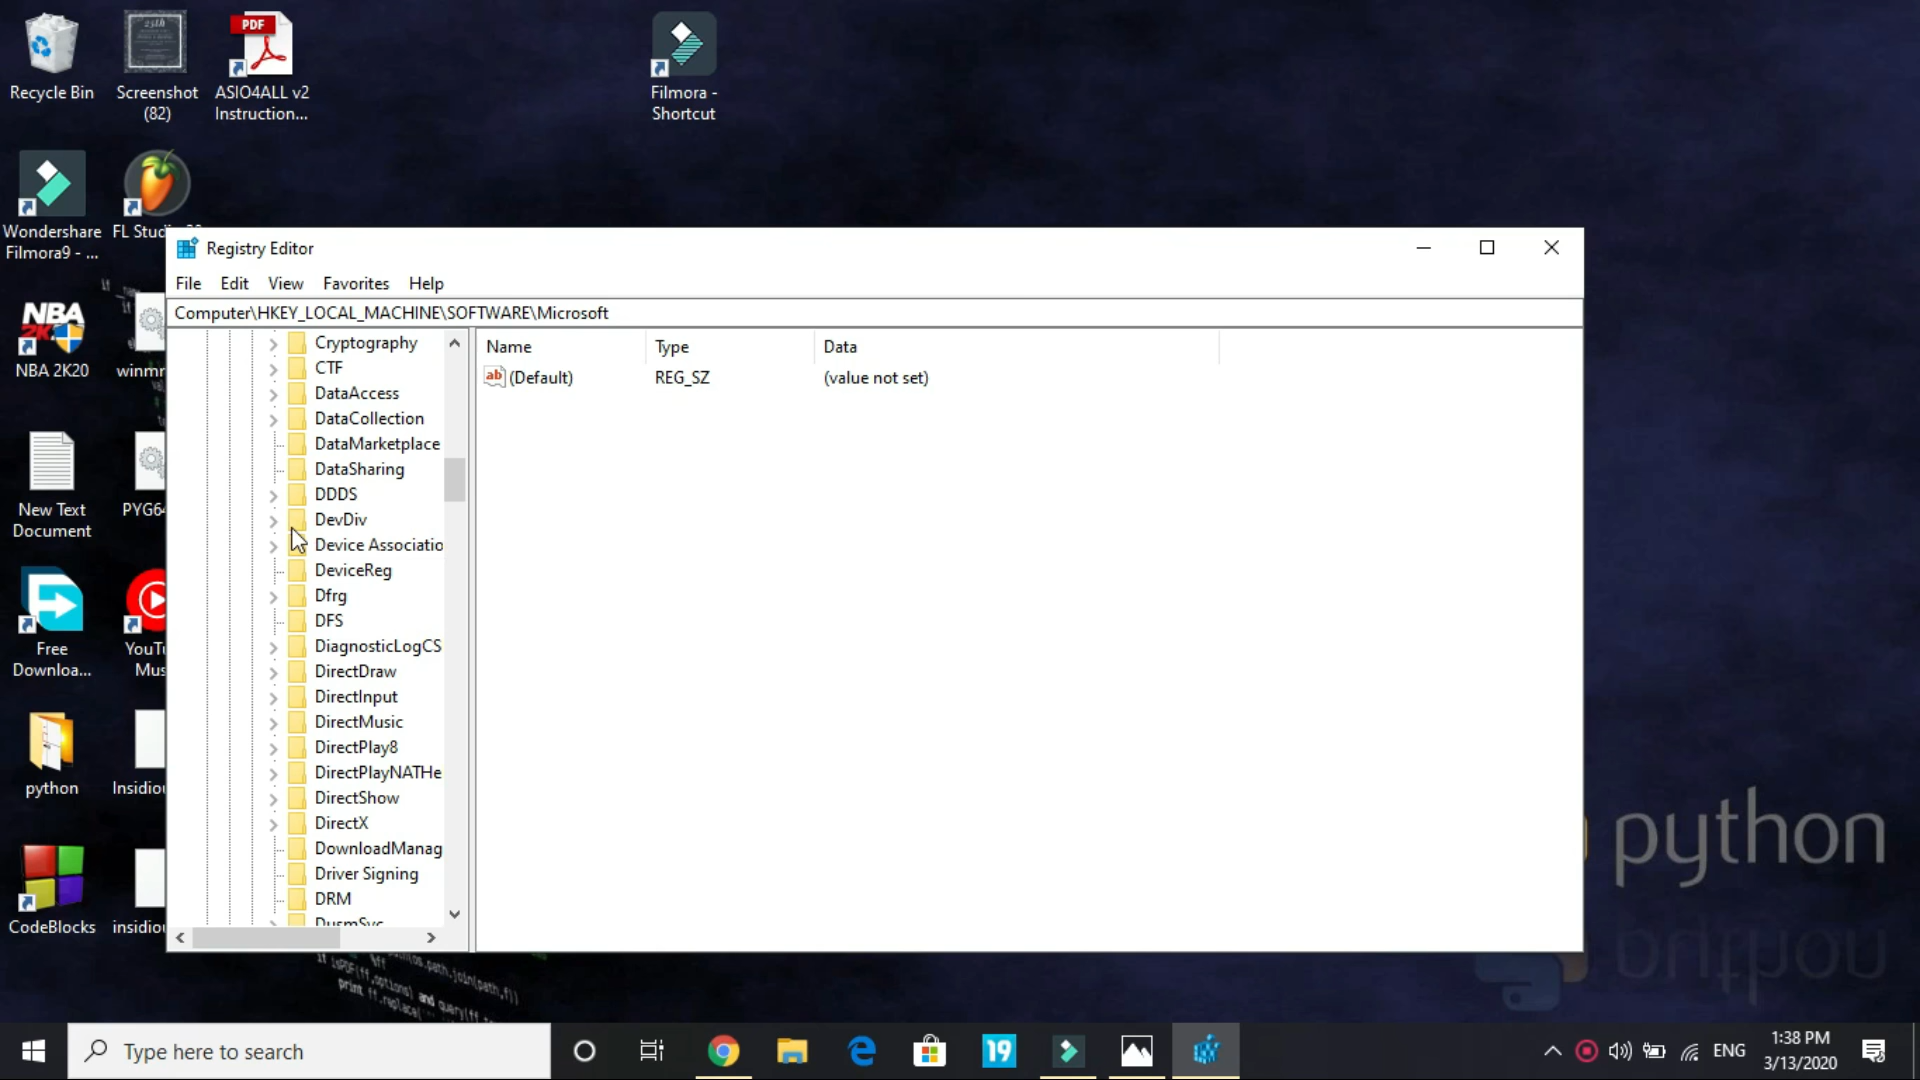 Recycle Bin
Screenshot
(82)
PDF
ASIO4ALL v2
Instruction...
Filmora -
Shortcut
Wondershare
Filmora9 - ...
NBA 2K20
New Text
Document
Free
Downloa...
python
CodeBlocks
Registry Editor
File Edit View Favorites Help
Computer\HKEY_LOCAL_MACHINE\SOFTWARE\Microsoft
Cryptography
CTF
DataAccess
DataCollection
DataMarketplace
DataSharing
DDDS
DevDiv
Device Associatio
DeviceReg
Dfrg
DFS
DiagnosticLogCS
DirectDraw
DirectInput
DirectMusic
DirectPlay8
DirectPlayNATHe
DirectShow
DirectX
DownloadManag
Driver Signing
DRM
DusmSvc
Name Type Data
(Default) REG_SZ (value not set)
python
Type here to search
19
ENG
1:38 PM
3/13/2020